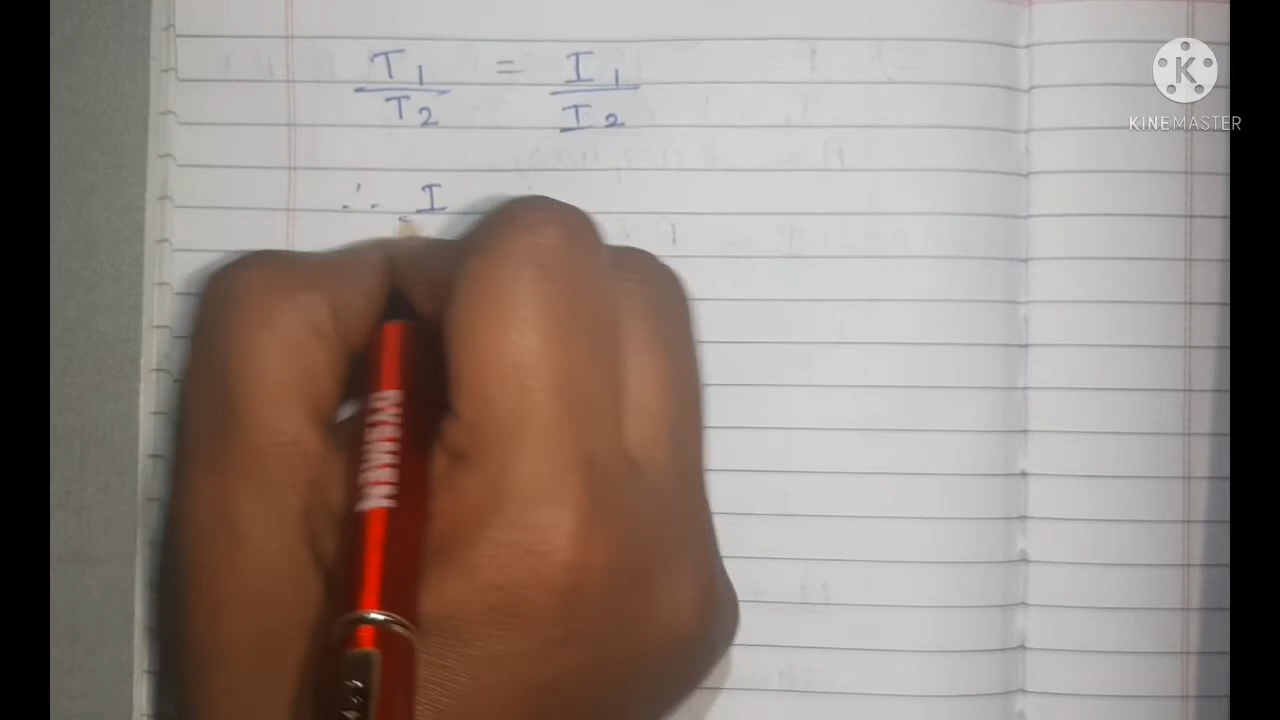 T1 = I1
T2 I2
∴ I
KINEMASTER